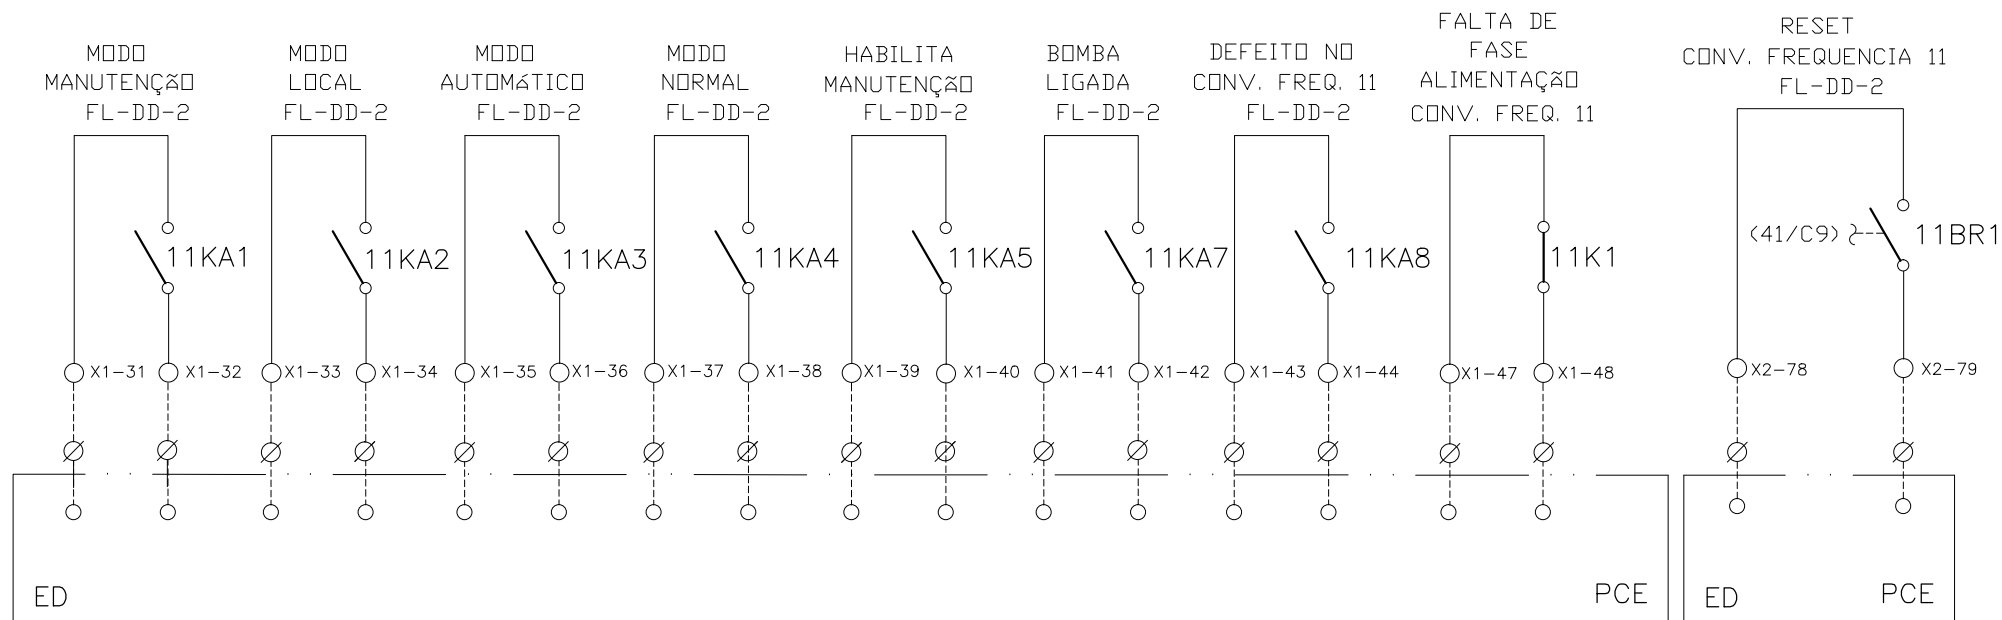 MODO
MANUTENÇÃO
FL-DD-2
MODO
LOCAL
FL-DD-2
MODO
AUTOMÁTICO
FL-DD-2
MODO
NORMAL
FL-DD-2
HABILITA
MANUTENÇÃO
FL-DD-2
BOMBA
LIGADA
FL-DD-2
DEFEITO NO
CONV. FREQ. 11
FL-DD-2
FALTA DE
FASE
ALIMENTAÇÃO
CONV. FREQ. 11
RESET
CONV. FREQUENCIA 11
FL-DD-2
11KA1
11KA2
11KA3
11KA4
11KA5
11KA7
11KA8
11K1
(41/C9)
11BR1
X1-31
X1-32
X1-33
X1-34
X1-35
X1-36
X1-37
X1-38
X1-39
X1-40
X1-41
X1-42
X1-43
X1-44
X1-47
X1-48
X2-78
X2-79
ED
PCE
ED
PCE